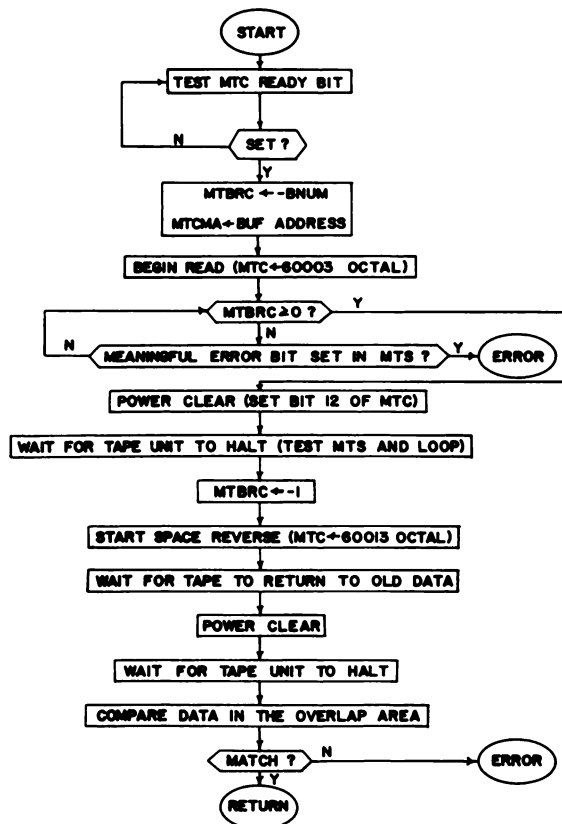 START
TEST MTC READY BIT
N
SET ?
Y
MTBRC ←-BNUM
MTCMA←BUF ADDRESS
BEGIN READ (MTC←60003 OCTAL)
MTBRC ≥0 ?
Y
N
N
MEANINGFUL ERROR BIT SET IN MTS ?
Y
ERROR
POWER CLEAR (SET BIT 12 OF MTC)
WAIT FOR TAPE UNIT TO HALT (TEST MTS AND LOOP)
MTBRC ←-1
START SPACE REVERSE (MTC←60013 OCTAL)
WAIT FOR TAPE TO RETURN TO OLD DATA
POWER CLEAR
WAIT FOR TAPE UNIT TO HALT
COMPARE DATA IN THE OVERLAP AREA
MATCH ?
N
ERROR
Y
RETURN